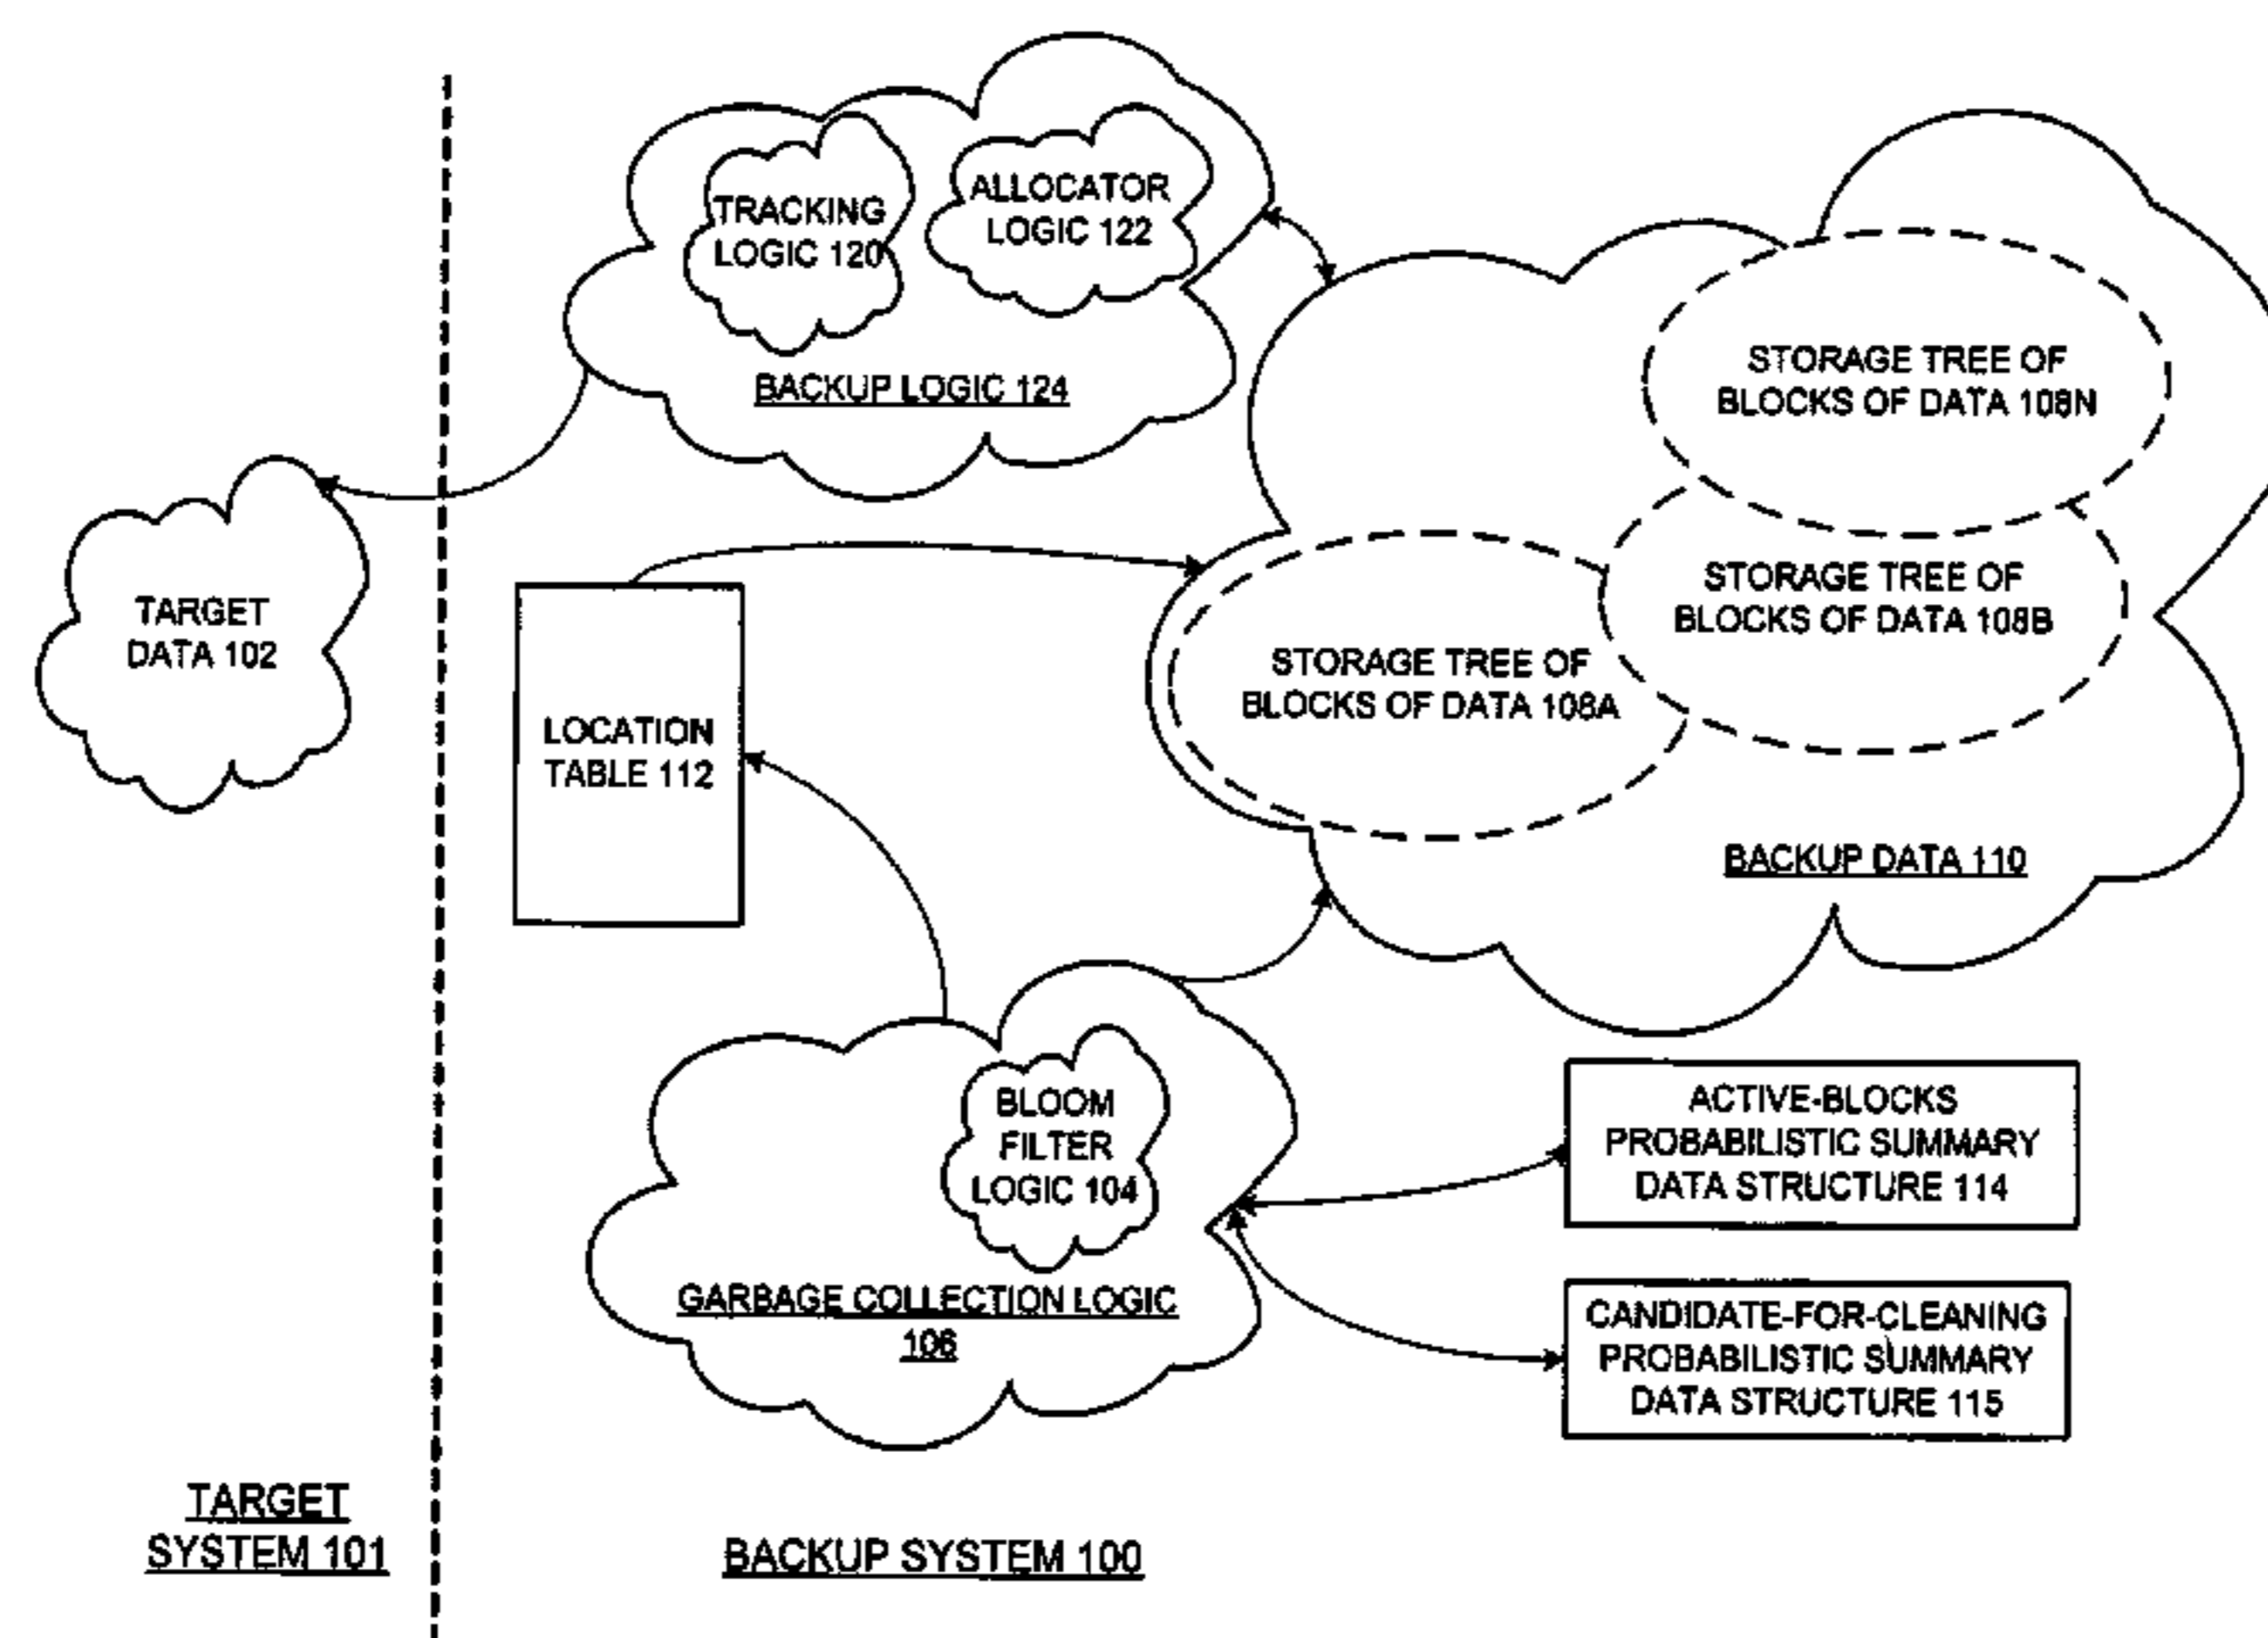 TRACKING
LOGIC 120
ALLOCATOR
LOGIC 122
BACKUP LOGIC 124
STORAGE TREE OF
BLOCKS OF DATA 108N
STORAGE TREE OF
BLOCKS OF DATA 108B
STORAGE TREE OF
BLOCKS OF DATA 108A
BACKUP DATA 110
TARGET
DATA 102
LOCATION
TABLE 112
BLOOM
FILTER
LOGIC 104
GARBAGE COLLECTION LOGIC
106
ACTIVE-BLOCKS
PROBABILISTIC SUMMARY
DATA STRUCTURE 114
CANDIDATE-FOR-CLEANING
PROBABILISTIC SUMMARY
DATA STRUCTURE 115
TARGET
SYSTEM 101
BACKUP SYSTEM 100